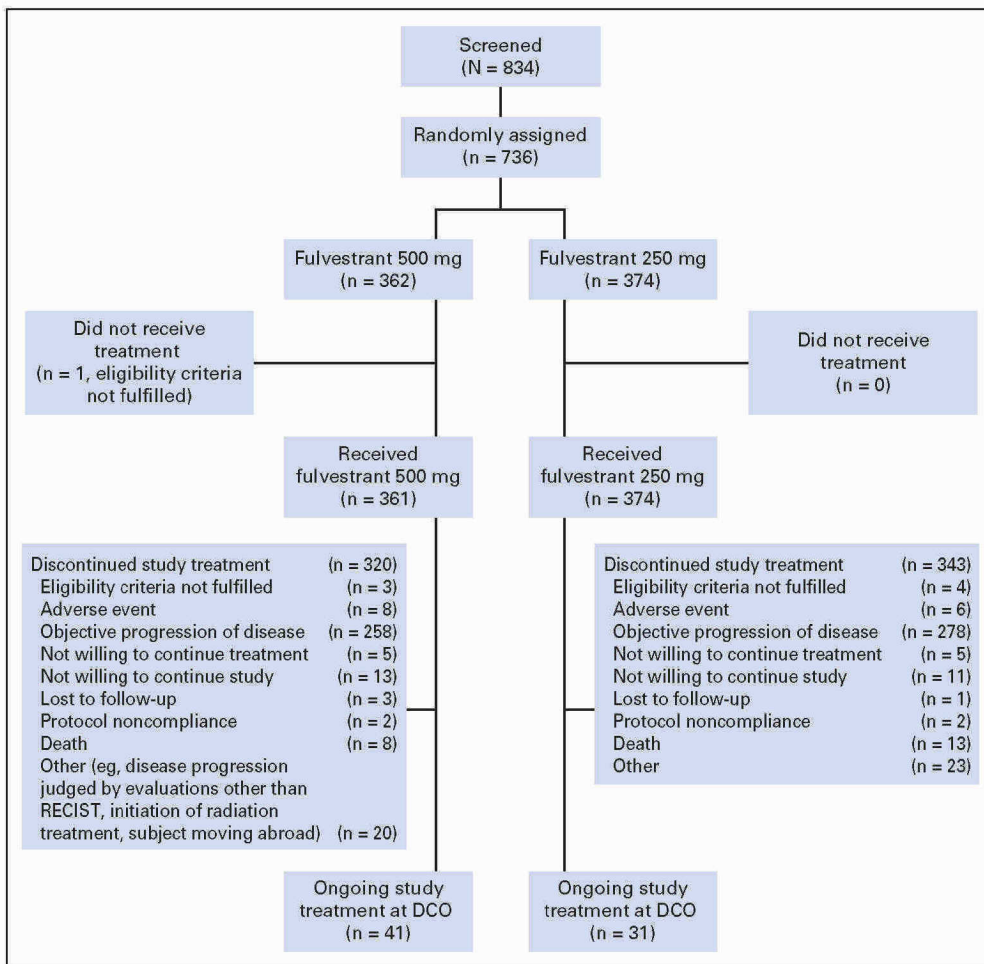 Screened
(N = 834)
Randomly assigned
(n = 736)
Fulvestrant 500 mg
(n = 362)
Fulvestrant 250 mg
(n = 374)
Did not receive
treatment
(n = 1, eligibility criteria
not fulfilled)
Did not receive
treatment
(n = 0)
Received
fulvestrant 500 mg
(n = 361)
Received
fulvestrant 250 mg
(n = 374)
Discontinued study treatment (n = 320)
Eligibility criteria not fulfilled (n = 3)
Adverse event (n = 8)
Objective progression of disease (n = 258)
Not willing to continue treatment (n = 5)
Not willing to continue study (n = 13)
Lost to follow-up (n = 3)
Protocol noncompliance (n = 2)
Death (n = 8)
Other (eg, disease progression
judged by evaluations other than
RECIST, initiation of radiation
treatment, subject moving abroad) (n = 20)
Discontinued study treatment (n = 343)
Eligibility criteria not fulfilled (n = 4)
Adverse event (n = 6)
Objective progression of disease (n = 278)
Not willing to continue treatment (n = 5)
Not willing to continue study (n = 11)
Lost to follow-up (n = 1)
Protocol noncompliance (n = 2)
Death (n = 13)
Other (n = 23)
Ongoing study
treatment at DCO
(n = 41)
Ongoing study
treatment at DCO
(n = 31)